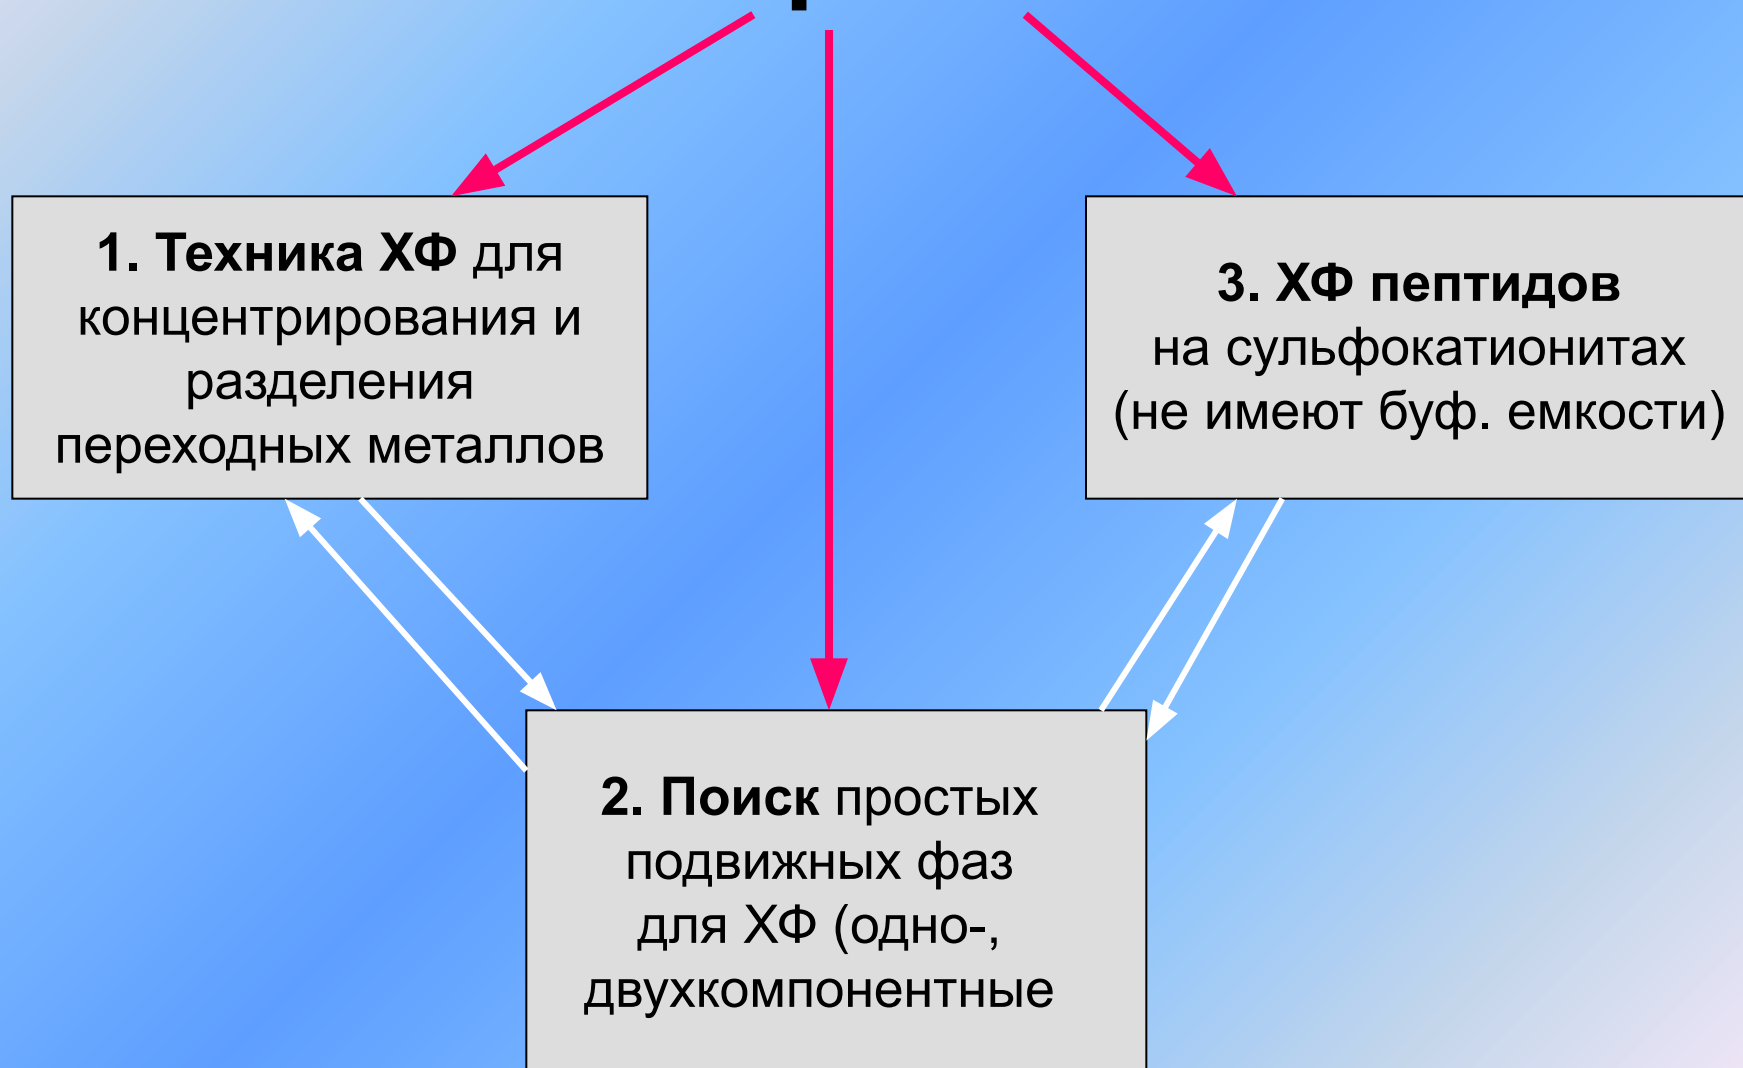 1. Техника ХФ для
концентрирования и
разделения
переходных металлов
3. ХФ пептидов
на сульфокатионитах
(не имеют буф. емкости)
2. Поиск простых
подвижных фаз
для ХФ (одно-,
двухкомпонентные